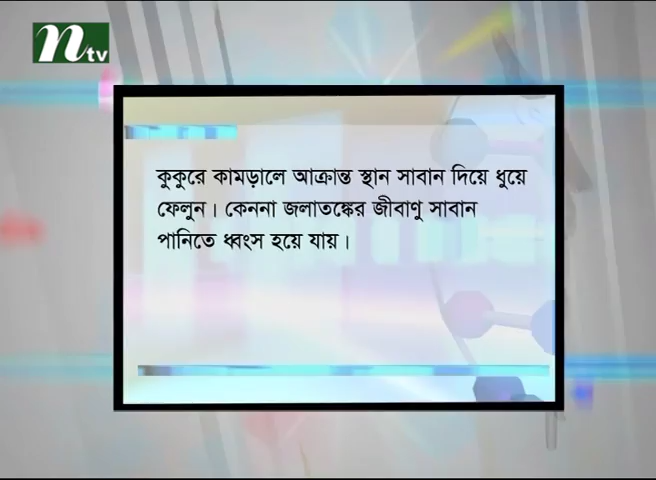 ntv
কুকুরে কামড়ালে আক্রান্ত স্থান সাবান দিয়ে ধুয়ে
ফেলুন। কেননা জলাতঙ্কের জীবাণু সাবান
পানিতে ধ্বংস হয়ে যায়।